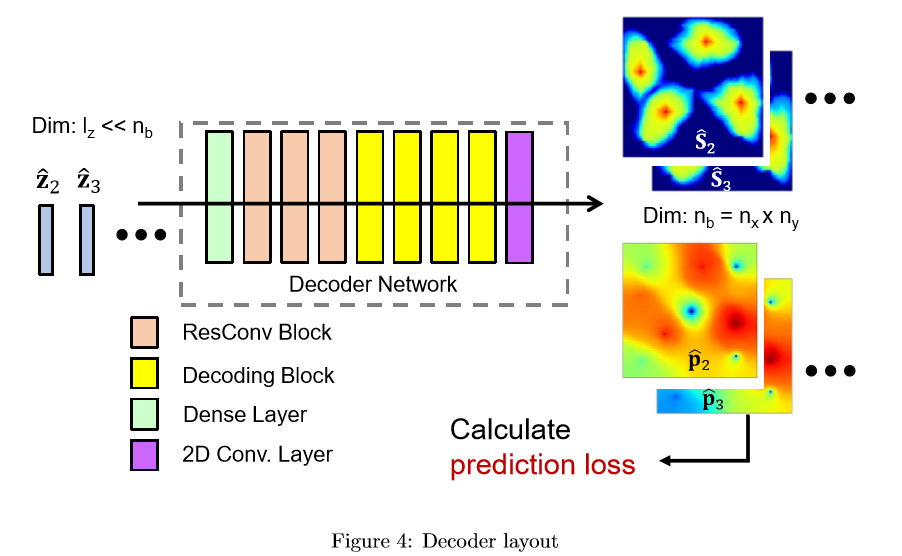 Dim: l_z << n_b
ẑ₂ ẑ₃
Decoder Network
ResConv Block
Decoding Block
Dense Layer
2D Conv. Layer
Ŝ₂
Ŝ₃
Dim: n_b = n_x x n_y
p̂₂
p̂₃
Calculate
prediction loss
Figure 4: Decoder layout